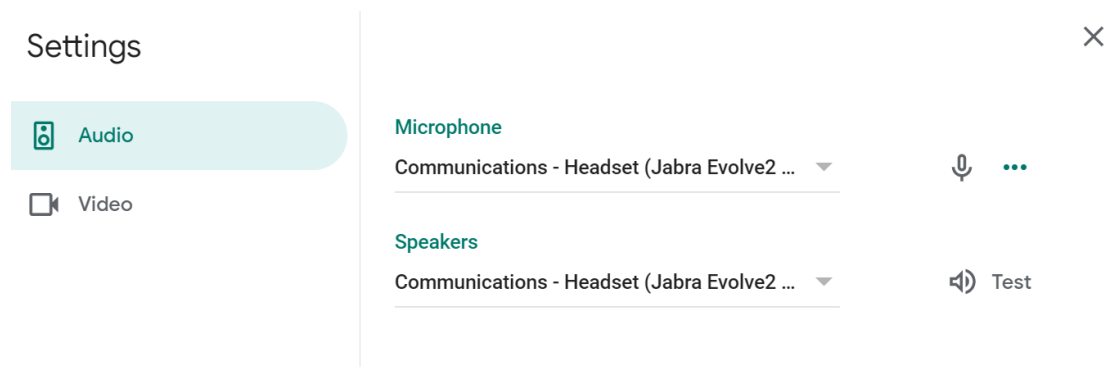 Settings
Audio
Video
Microphone
Communications - Headset (Jabra Evolve2 ...
Speakers
Communications - Headset (Jabra Evolve2 ...
Test